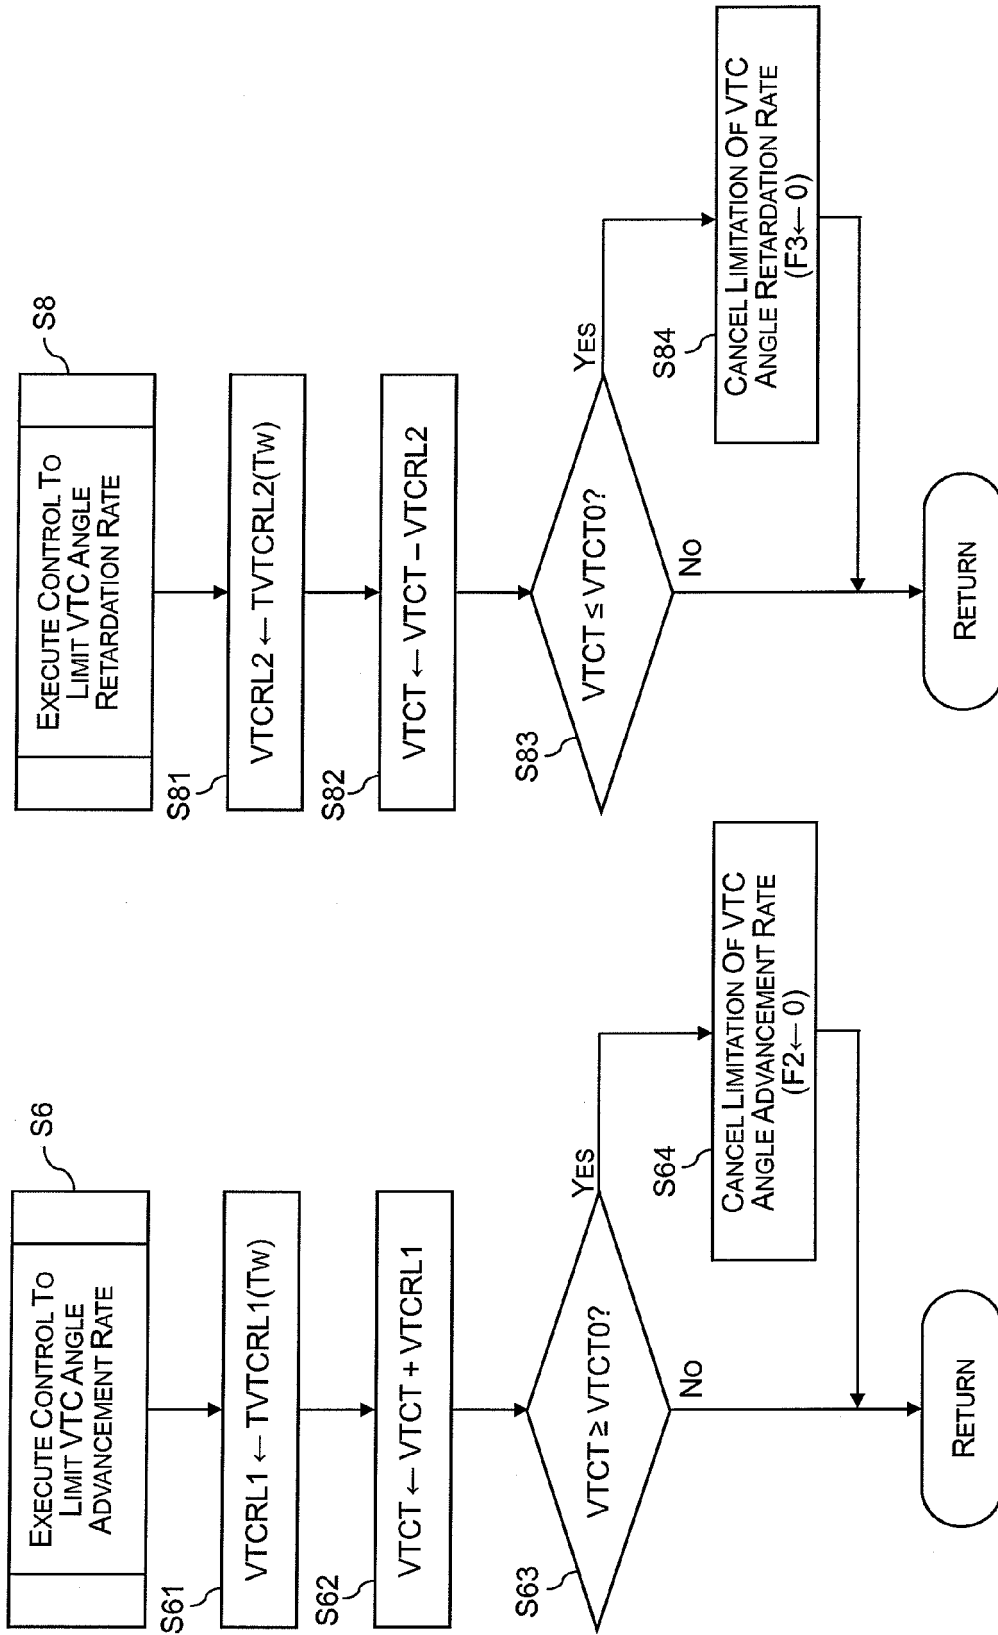 EXECUTE CONTROL TO
LIMIT VTC ANGLE
ADVANCEMENT RATE
S6
S61
VTCRL1 ← TVTCRL1(TW)
S62
VTCT ← VTCT + VTCRL1
S63
VTCT ≥ VTCT0?
YES
NO
S64
CANCEL LIMITATION OF VTC
ANGLE ADVANCEMENT RATE
(F2←0)
RETURN
EXECUTE CONTROL TO
LIMIT VTC ANGLE
RETARDATION RATE
S8
S81
VTCRL2 ← TVTCRL2(TW)
S82
VTCT ← VTCT – VTCRL2
S83
VTCT ≤ VTCT0?
YES
NO
S84
CANCEL LIMITATION OF VTC
ANGLE RETARDATION RATE
(F3←0)
RETURN